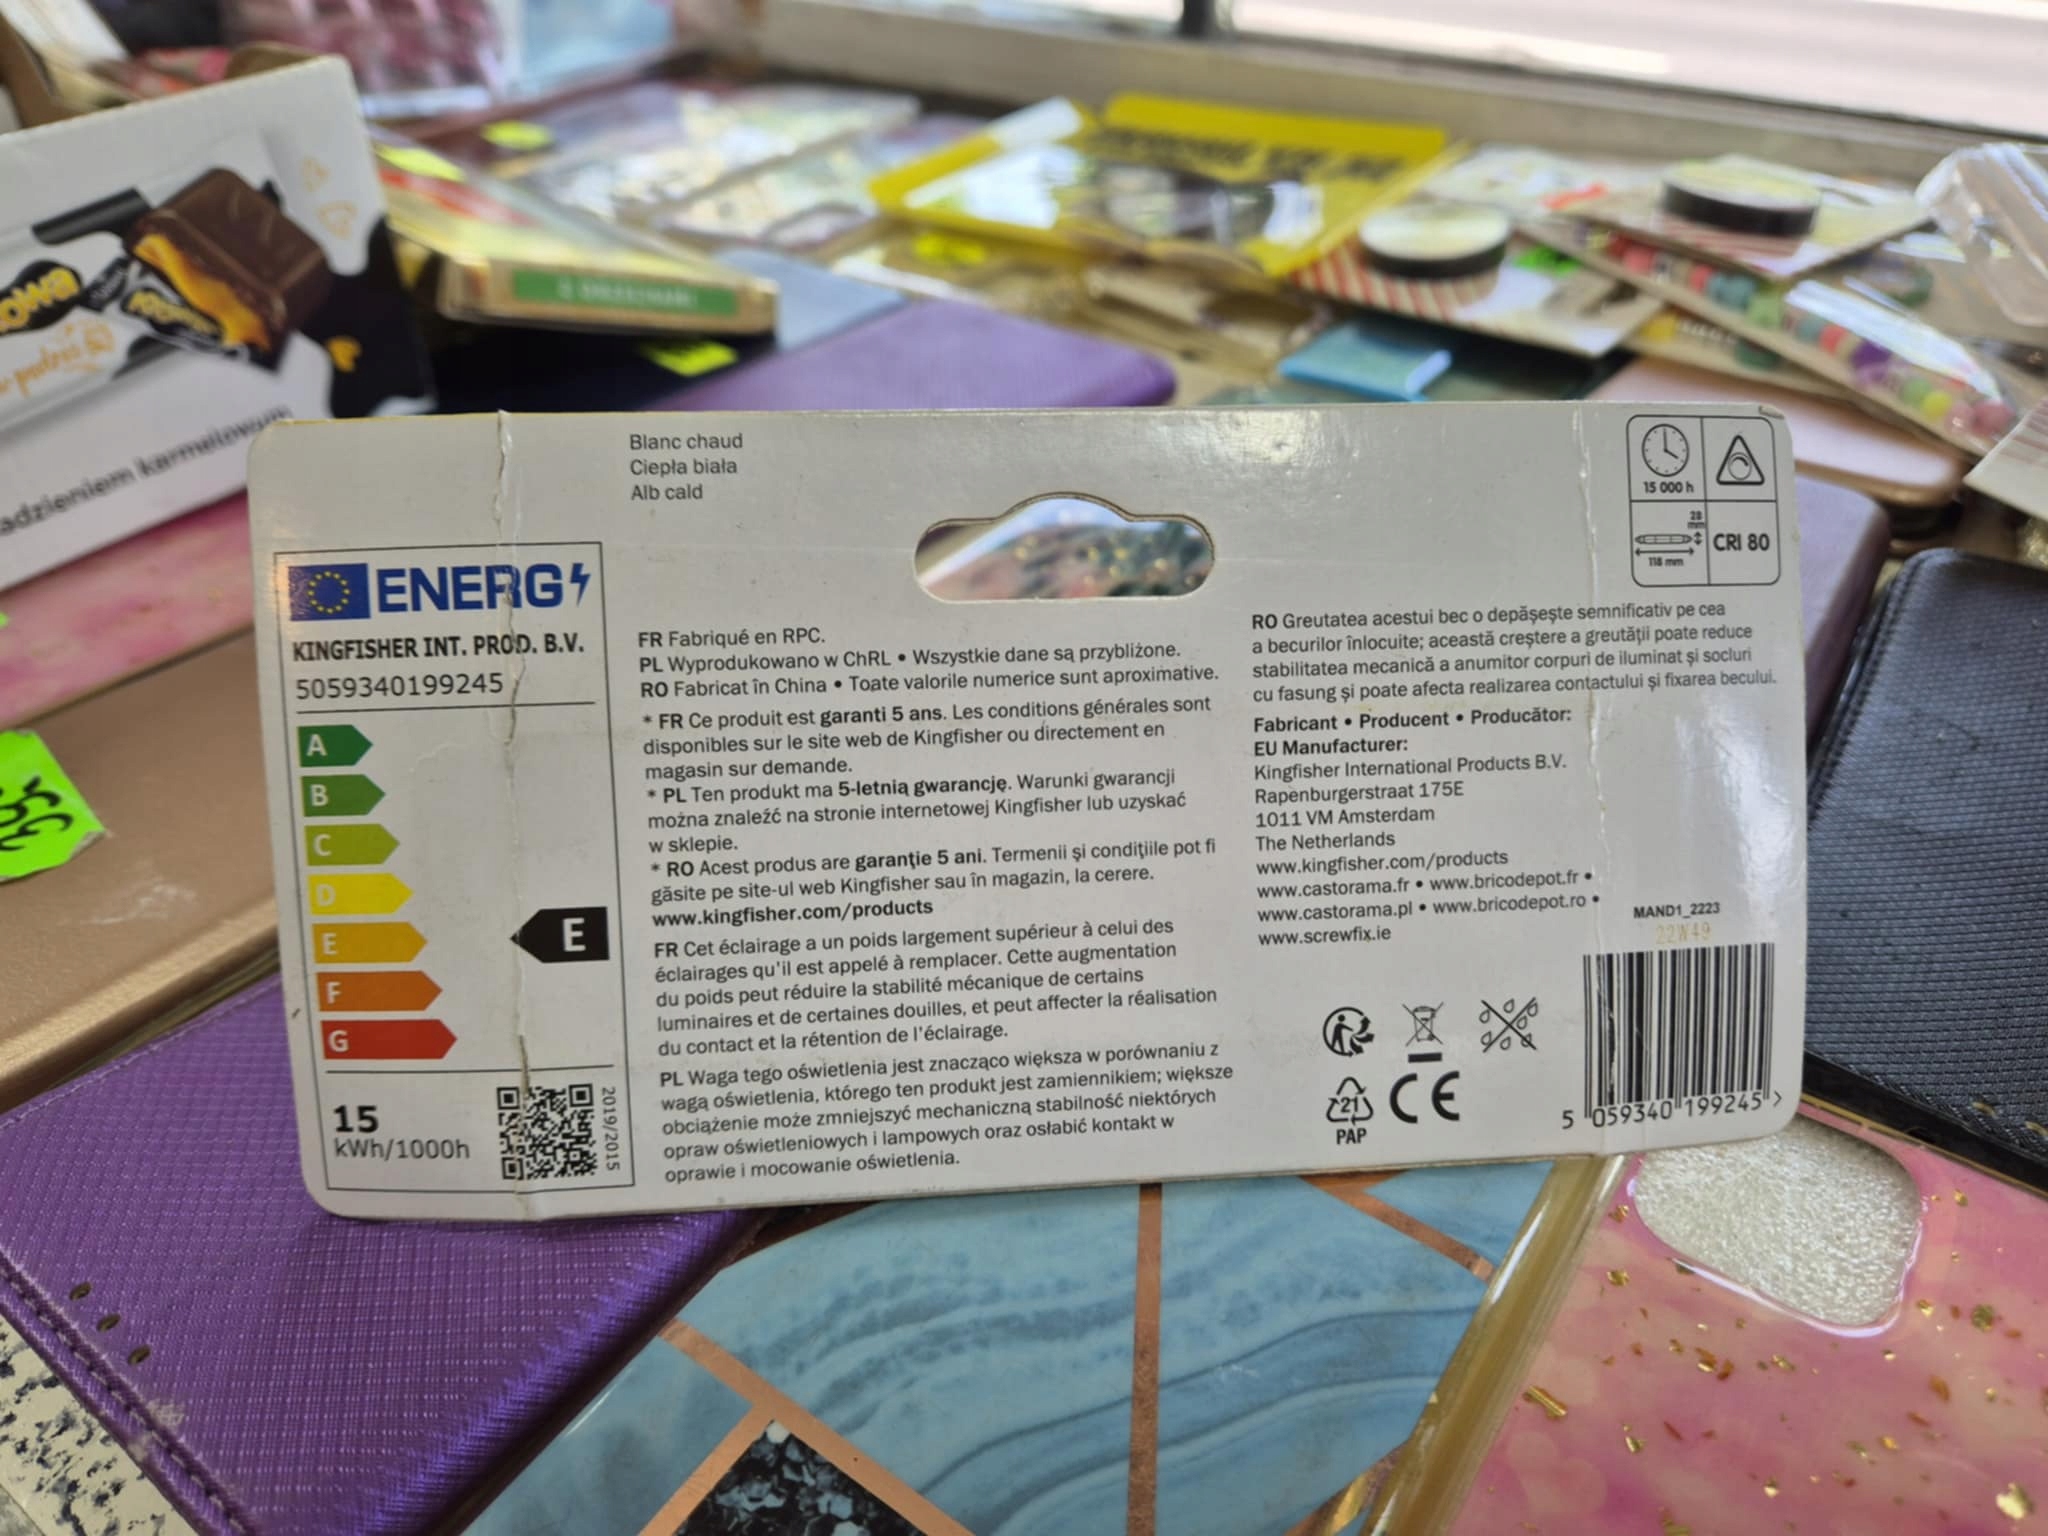 nadzieniem karmelowym
Blanc chaud
Ciepła biała
Alb cald
15 000 h
28 mm
118 mm
CRI 80
ENERG
KINGFISHER INT. PROD. B.V.
5059340199245
A
B
C
D
E
F
G
E
15
kWh/1000h
2019/2015
FR Fabriqué en RPC.
PL Wyprodukowano w ChRL • Wszystkie dane są przybliżone.
RO Fabricat în China • Toate valorile numerice sunt aproximative.
* FR Ce produit est garanti 5 ans. Les conditions générales sont
disponibles sur le site web de Kingfisher ou directement en
magasin sur demande.
* PL Ten produkt ma 5-letnią gwarancję. Warunki gwarancji
można znaleźć na stronie internetowej Kingfisher lub uzyskać
w sklepie.
* RO Acest produs are garanţie 5 ani. Termenii şi condiţiile pot fi
găsite pe site-ul web Kingfisher sau în magazin, la cerere.
www.kingfisher.com/products
FR Cet éclairage a un poids largement supérieur à celui des
éclairages qu'il est appelé à remplacer. Cette augmentation
du poids peut réduire la stabilité mécanique de certains
luminaires et de certaines douilles, et peut affecter la réalisation
du contact et la rétention de l'éclairage.
PL Waga tego oświetlenia jest znacząco większa w porównaniu z
wagą oświetlenia, którego ten produkt jest zamiennikiem; większe
obciążenie może zmniejszyć mechaniczną stabilność niektórych
opraw oświetleniowych i lampowych oraz osłabić kontakt w
oprawie i mocowanie oświetlenia.
RO Greutatea acestui bec o depășește semnificativ pe cea
a becurilor înlocuite; această creștere a greutății poate reduce
stabilitatea mecanică a anumitor corpuri de iluminat și socluri
cu fasung și poate afecta realizarea contactului și fixarea becului.
Fabricant • Producent • Producător:
EU Manufacturer:
Kingfisher International Products B.V.
Rapenburgerstraat 175E
1011 VM Amsterdam
The Netherlands
www.kingfisher.com/products
www.castorama.fr • www.bricodepot.fr •
www.castorama.pl • www.bricodepot.ro •
www.screwfix.ie
MAND1_2223
22W49
21
PAP
CE
5 059340 199245 >